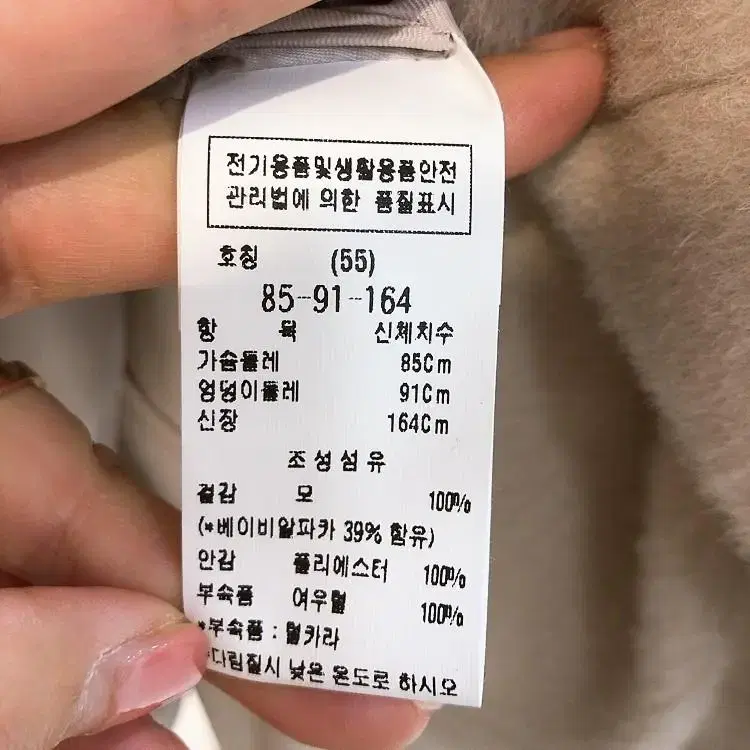 전기용품및생활용품안전
관리법에 의한 품질표시
호칭 (55)
85-91-164
항 목 신체치수
가슴둘레 85Cm
엉덩이둘레 91Cm
신장 164Cm
조성섬유
겉감 모 100%
(*베이비알파카 39% 함유)
안감 폴리에스터 100%
부속품 여우털 100%
*부속품 : 털카라
*다림질시 낮은 온도로 하시오